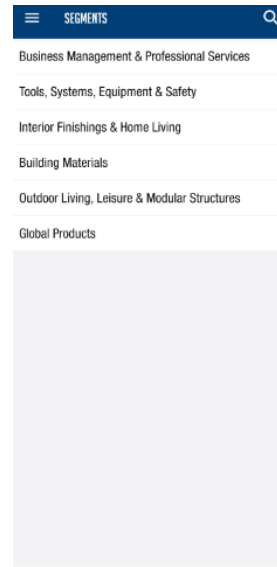 SEGMENTS
Business Management & Professional Services
Tools, Systems, Equipment & Safety
Interior Finishings & Home Living
Building Materials
Outdoor Living, Leisure & Modular Structures
Global Products